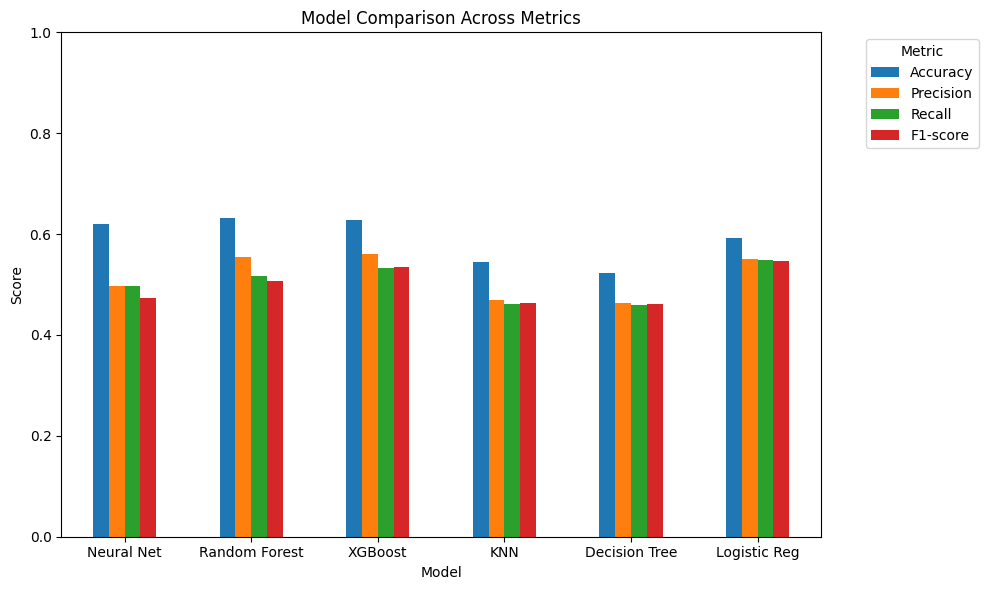 Model Comparison Across Metrics
Score
1.0
0.8
0.6
0.4
0.2
0.0
Neural Net
Random Forest
XGBoost
KNN
Decision Tree
Logistic Reg
Model
Metric
Accuracy
Precision
Recall
F1-score